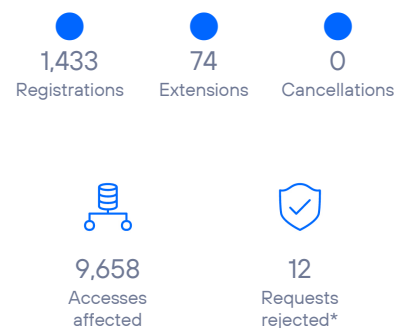 1,433 74 0
Registrations Extensions Cancellations
9,658 12
Accesses Requests
affected rejected*